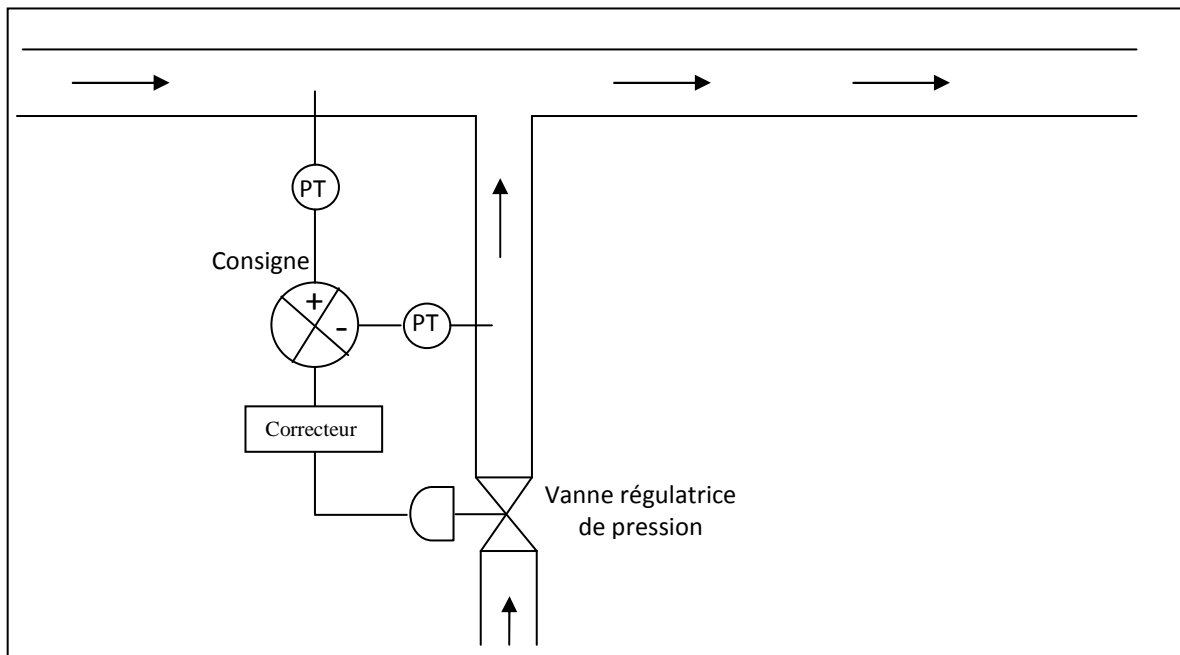 PT
Consigne
+
-
PT
Correcteur
Vanne régulatrice
de pression